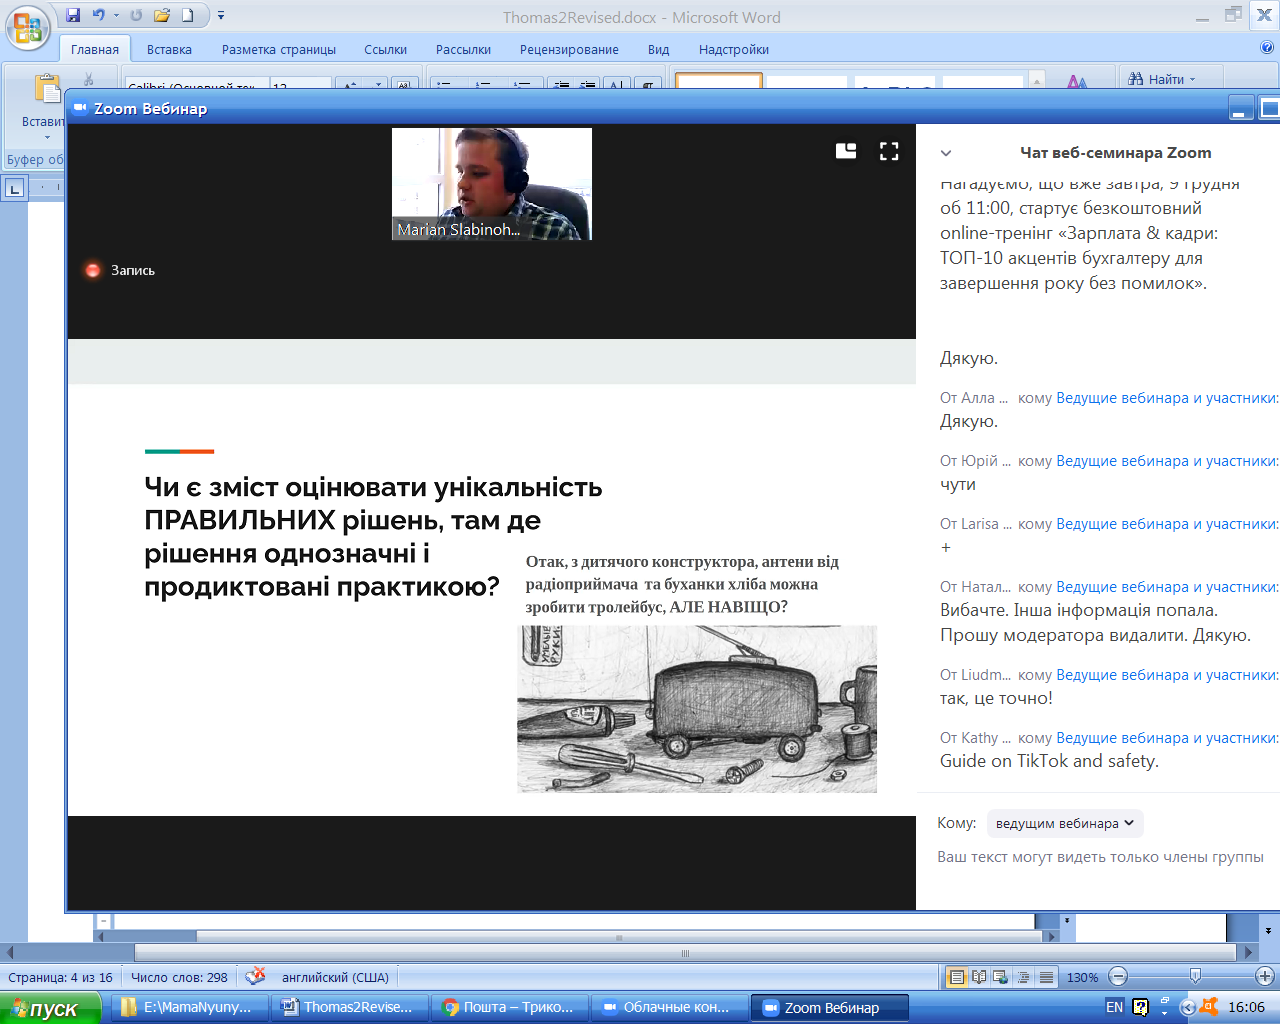 Thomas2Revised.docx - Microsoft Word
Главная
Вставка
Разметка страницы
Ссылки
Рассылки
Рецензирование
Вид
Надстройки
Найти
Zoom Вебинар
Marian Slabinoh...
Запись
Чи є зміст оцінювати унікальність
ПРАВИЛЬНИХ рішень, там де
рішення однозначні і
продиктовані практикою?
Отак, з дитячого конструктора, антени від
радіоприймача та буханки хліба можна
зробити тролейбус, АЛЕ НАВІЩО?
УМЕЛЫЕ
РУКИ
Чат веб-семинара Zoom
Нагадуємо, що вже завтра, 9 грудня
об 11:00, стартує безкоштовний
online-тренінг «Зарплата & кадри:
ТОП-10 акцентів бухгалтеру для
завершення року без помилок».
Дякую.
От Алла ... кому Ведущие вебинара и участники:
Дякую.
От Юрій ... кому Ведущие вебинара и участники:
чути
От Larisa ... кому Ведущие вебинара и участники:
+
От Натал... кому Ведущие вебинара и участники:
Вибачте. Інша інформація попала.
Прошу модератора видалити. Дякую.
От Liudm... кому Ведущие вебинара и участники:
так, це точно!
От Kathy ... кому Ведущие вебинара и участники:
Guide on TikTok and safety.
Кому: ведущим вебинара
Ваш текст могут видеть только члены группы
Страница: 4 из 16
Число слов: 298
английский (США)
130%
пуск
E:\MamaNyuny...
Thomas2Revise...
Пошта – Трико...
Облачные кон...
Zoom Вебинар
EN
16:06